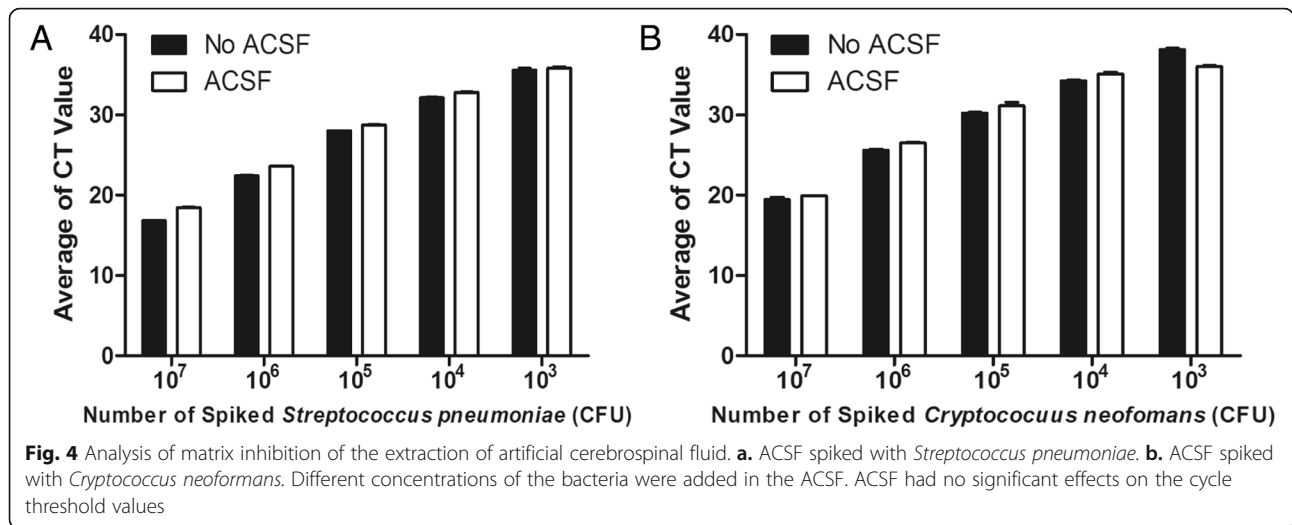 A
No ACSF
ACSF
Average of CT Value
40
30
20
10
0
10⁷ 10⁶ 10⁵ 10⁴ 10³
Number of Spiked Streptococcus pneumoniae (CFU)
B
No ACSF
ACSF
Average of CT Value
40
30
20
10
0
10⁷ 10⁶ 10⁵ 10⁴ 10³
Number of Spiked Cryptococuus neofomans (CFU)
Fig. 4 Analysis of matrix inhibition of the extraction of artificial cerebrospinal fluid. a. ACSF spiked with Streptococcus pneumoniae. b. ACSF spiked
with Cryptococcus neoformans. Different concentrations of the bacteria were added in the ACSF. ACSF had no significant effects on the cycle
threshold values